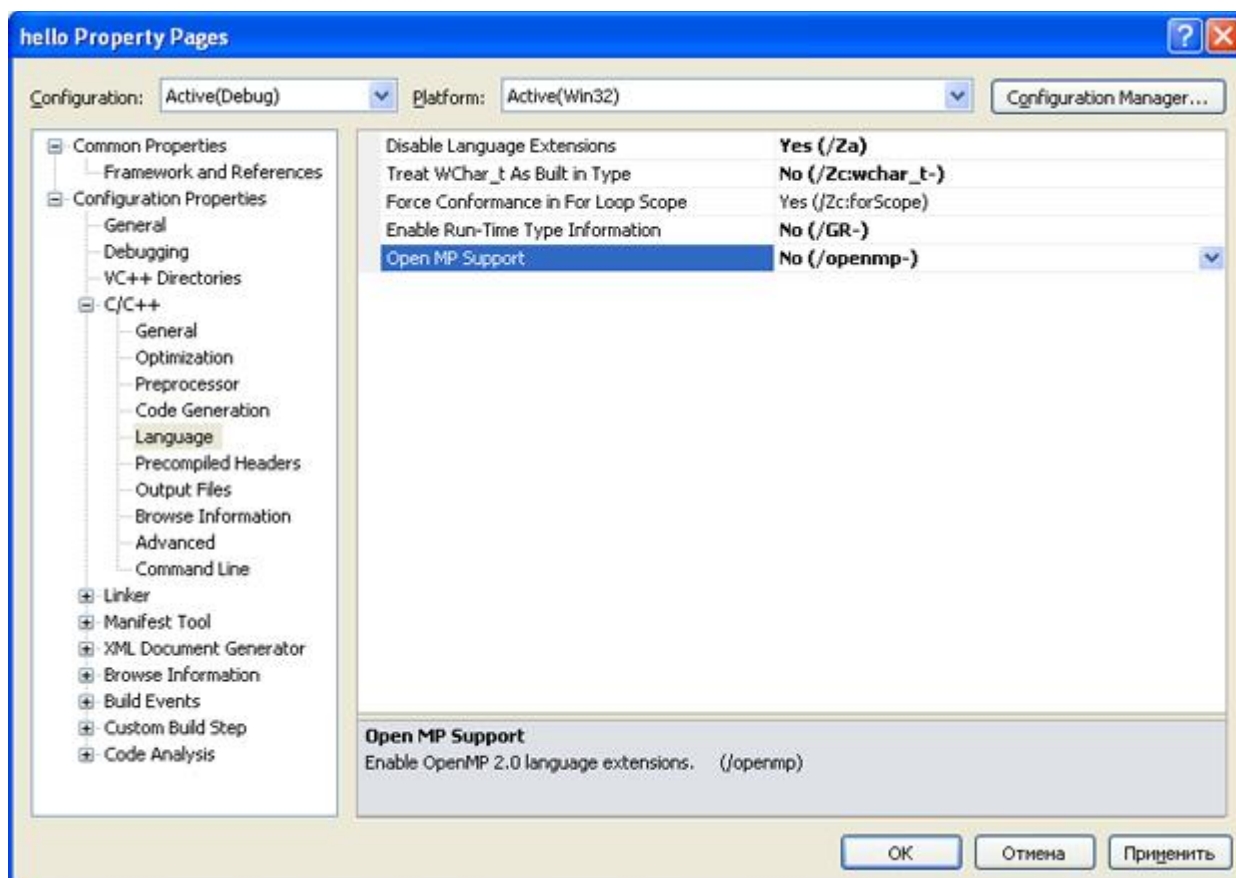 hello Property Pages
Configuration: Active(Debug) Platform: Active(Win32) Configuration Manager...
Common Properties
Framework and References
Configuration Properties
General
Debugging
VC++ Directories
C/C++
General
Optimization
Preprocessor
Code Generation
Language
Precompiled Headers
Output Files
Browse Information
Advanced
Command Line
Linker
Manifest Tool
XML Document Generator
Browse Information
Build Events
Custom Build Step
Code Analysis
Disable Language Extensions Yes (/Za)
Treat WChar_t As Built in Type No (/Zc:wchar_t-)
Force Conformance in For Loop Scope Yes (/Zc:forScope)
Enable Run-Time Type Information No (/GR-)
Open MP Support No (/openmp-)
Open MP Support
Enable OpenMP 2.0 language extensions. (/openmp)
OK Отмена Применить